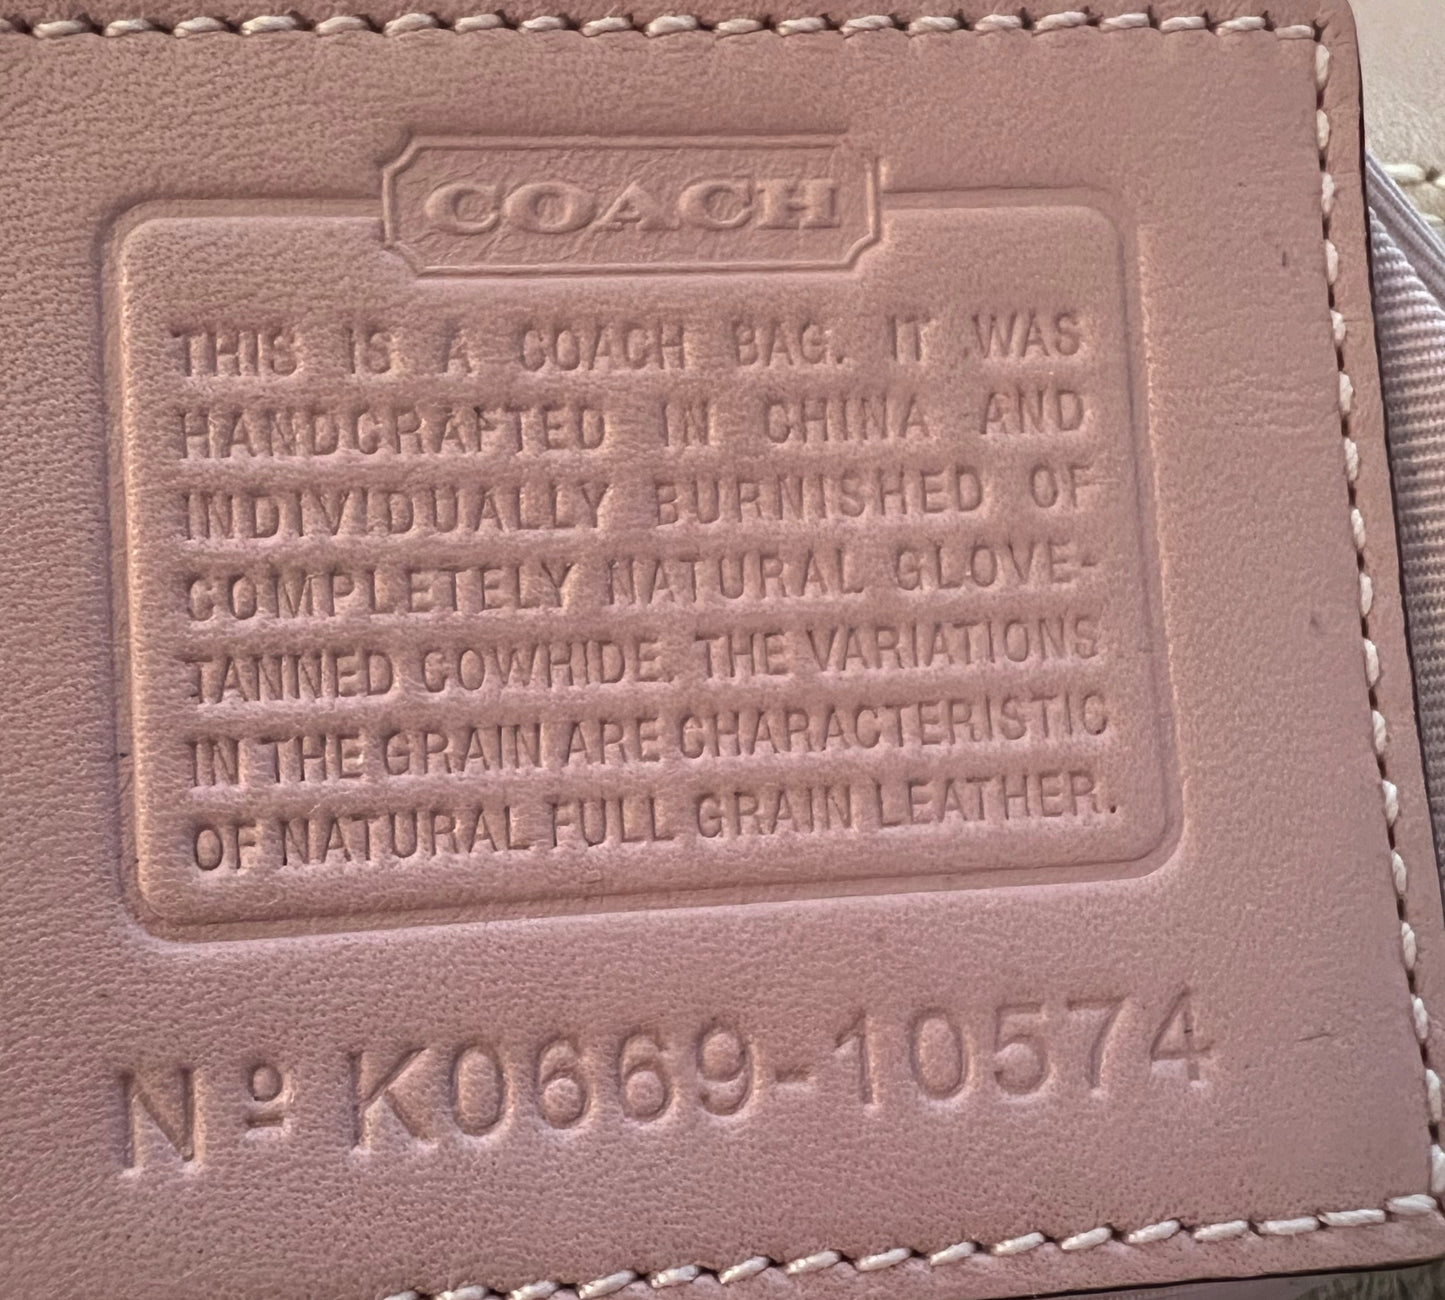 COACH
THIS IS A COACH BAG. IT WAS
HANDCRAFTED IN CHINA AND
INDIVIDUALLY BURNISHED OF
COMPLETELY NATURAL GLOVE-
TANNED COWHIDE. THE VARIATIONS
IN THE GRAIN ARE CHARACTERISTIC
OF NATURAL FULL GRAIN LEATHER.
Nº K0669-10574